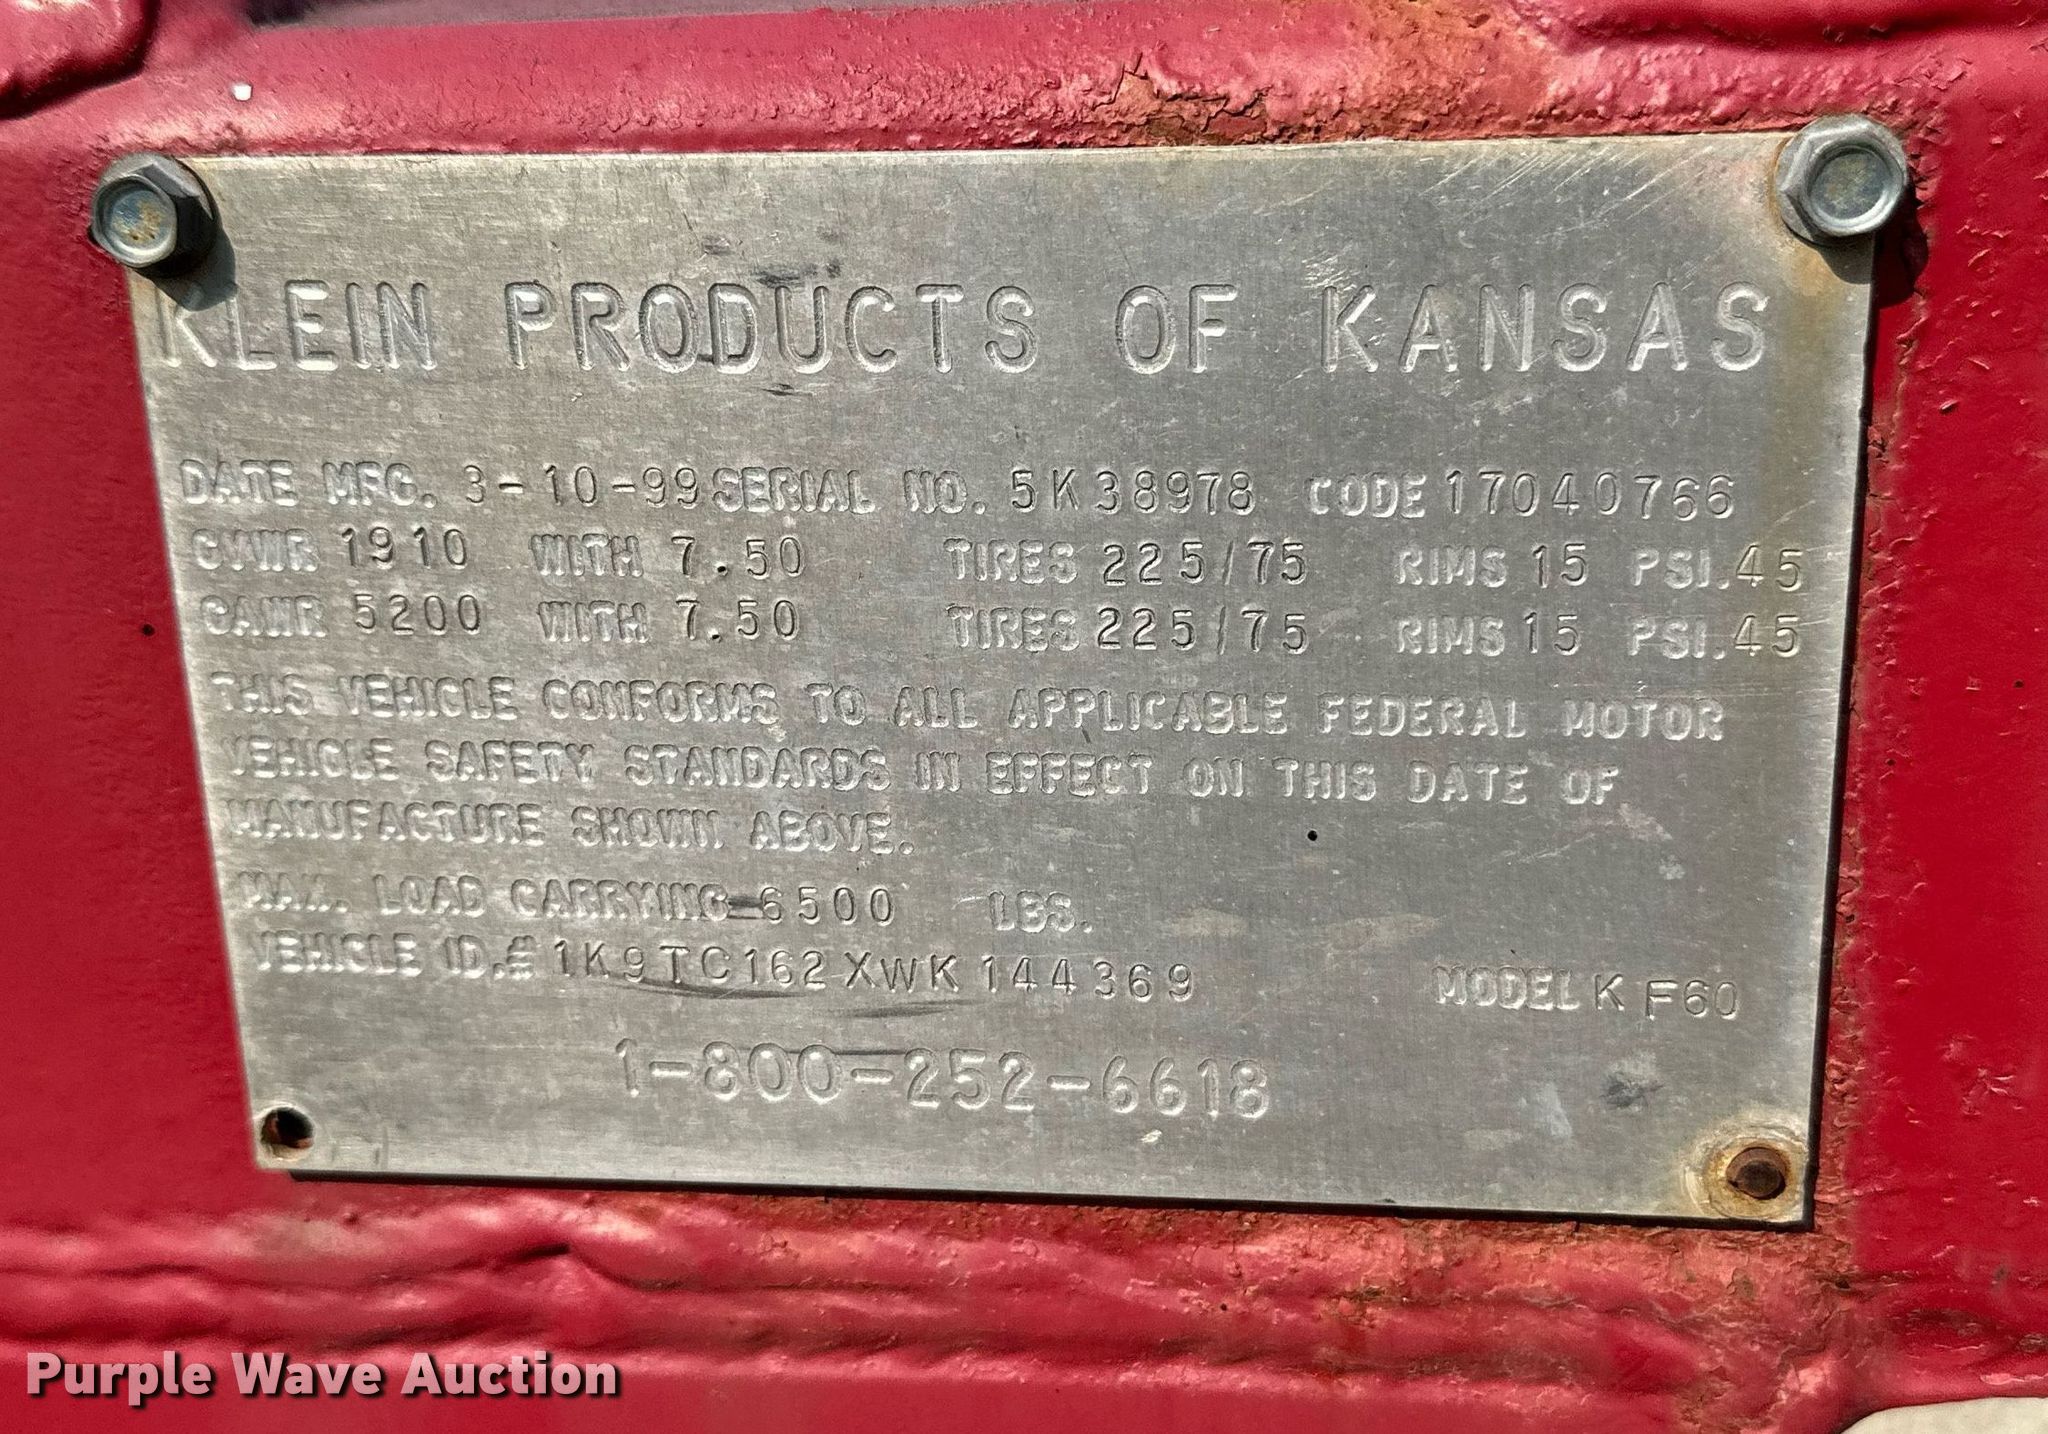 KLEIN PRODUCTS OF KANSAS
DATE MFG. 3-10-99 SERIAL NO. 5K38978 CODE 17040766
GVWR 1910 WITH 7.50 TIRES 225/75 RIMS 15 PSI. 45
GAWR 5200 WITH 7.50 TIRES 225/75 RIMS 15 PSI. 45
THIS VEHICLE CONFORMS TO ALL APPLICABLE FEDERAL MOTOR
VEHICLE SAFETY STANDARDS IN EFFECT ON THIS DATE OF
MANUFACTURE SHOWN ABOVE.
MAX. LOAD CARRYING 6500 LBS.
VEHICLE ID.# 1K9TC162XWK144369 MODEL KF60
1-800-252-6618
Purple Wave Auction